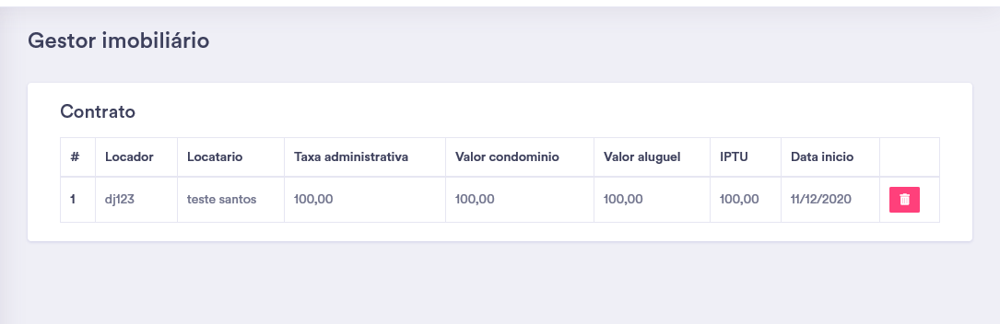 Gestor imobiliário
Contrato
# Locador Locatario Taxa administrativa Valor condominio Valor aluguel IPTU Data inicio
1 dj123 teste santos 100,00 100,00 100,00 100,00 11/12/2020